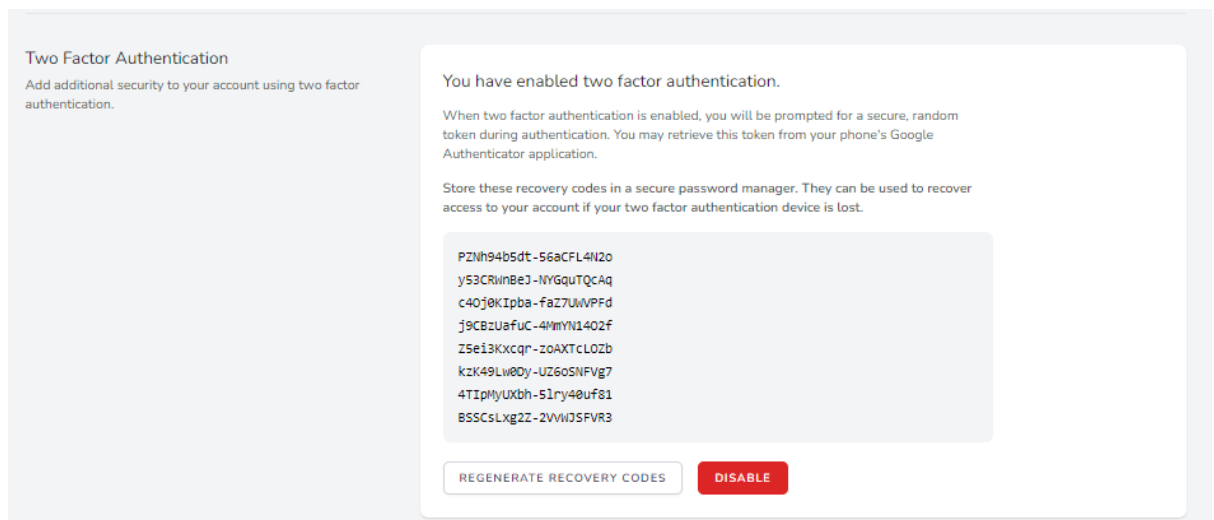 Two Factor Authentication
Add additional security to your account using two factor
authentication.
You have enabled two factor authentication.
When two factor authentication is enabled, you will be prompted for a secure, random
token during authentication. You may retrieve this token from your phone's Google
Authenticator application.
Store these recovery codes in a secure password manager. They can be used to recover
access to your account if your two factor authentication device is lost.
PZNh94b5dt-56aCFL4N2o
y53CRWnBeJ-NYGquTQcAq
c4Oj0KIpba-faZ7UWVPFd
j9CBzUafuC-4MmYN14O2f
Z5ei3Kxcqr-zoAXTcLOZb
kzK49Lw0Dy-UZ6oSNFVg7
4TIpMyUXbh-5lry40uf81
BSSCsLxg2Z-2VvWJSFVR3
REGENERATE RECOVERY CODES
DISABLE